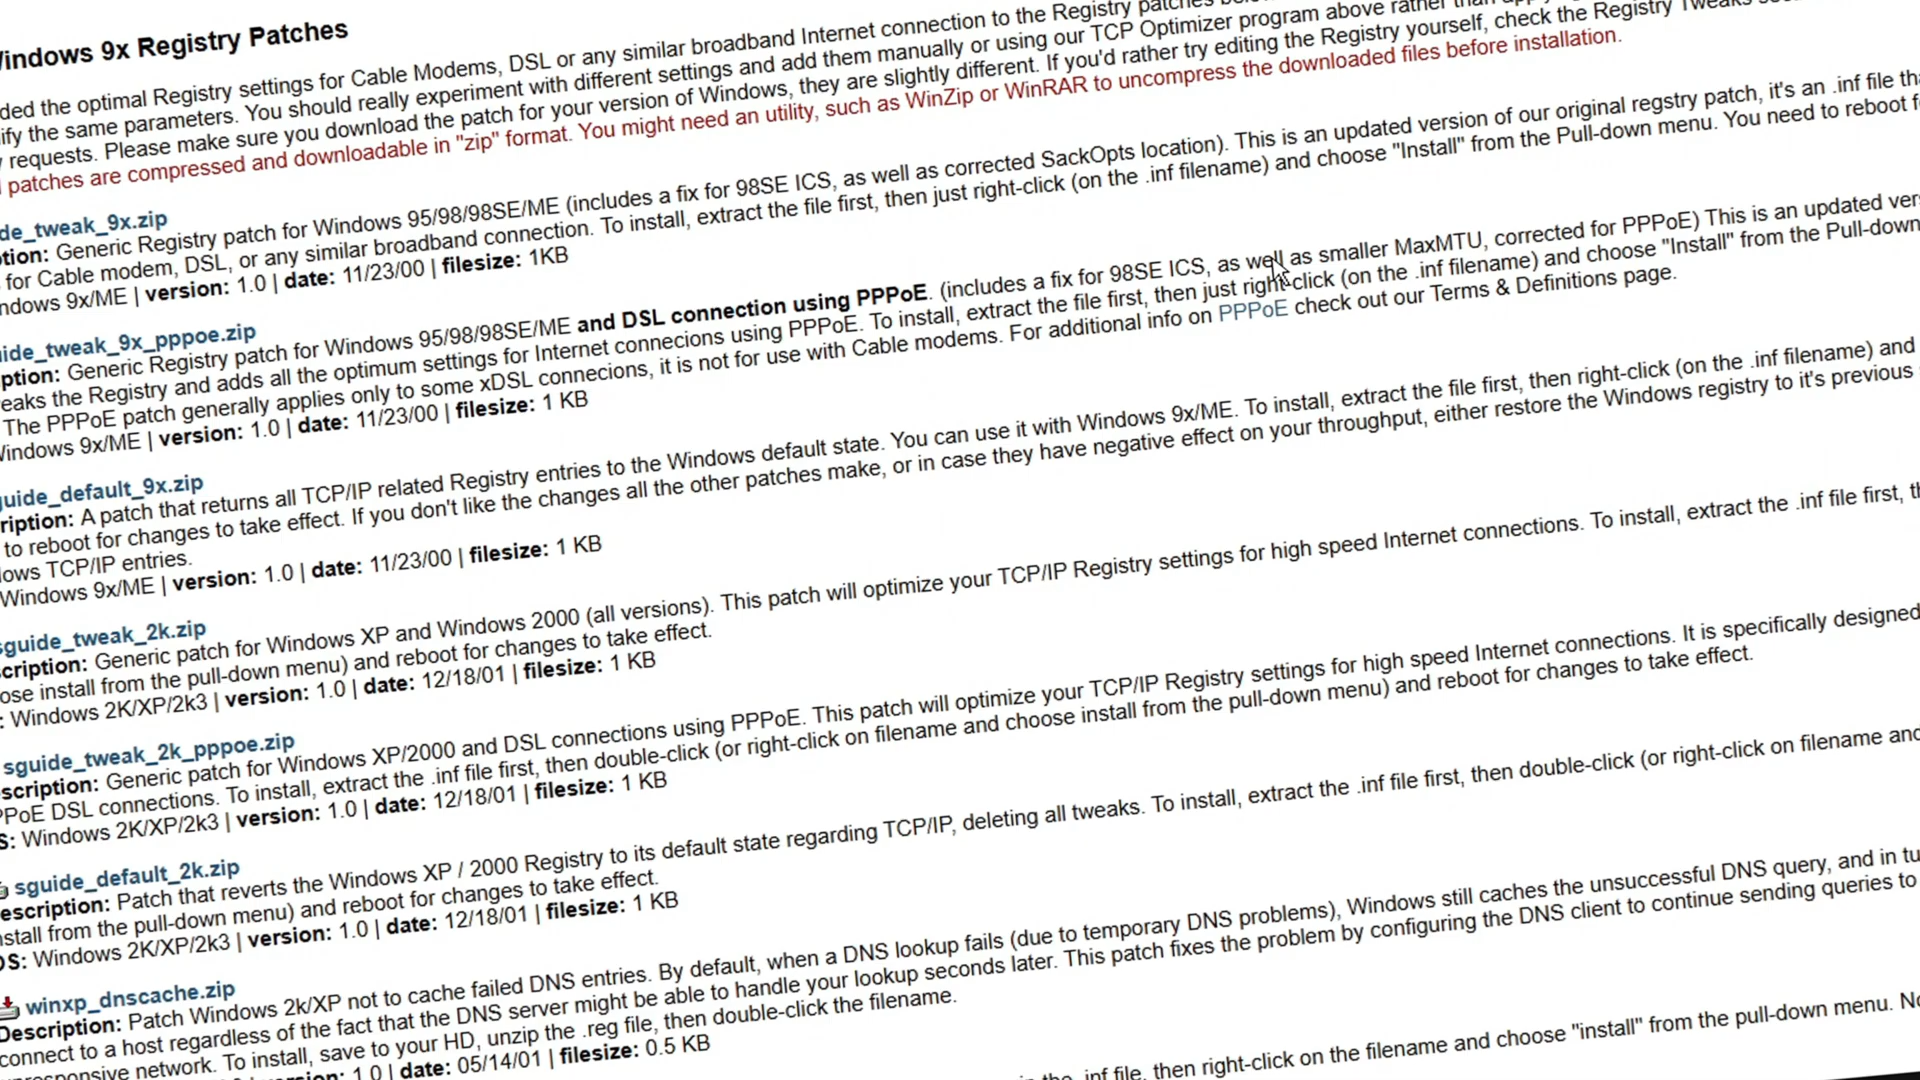 Windows 9x Registry Patches
ded the optimal Registry settings for Cable Modems, DSL or any similar broadband Internet connection to the Registry patches
ify the same parameters. You should really experiment with different settings and add them manually or using our TCP Optimizer program above rather than
requests. Please make sure you download the patch for your version of Windows, they are slightly different. If you'd rather try editing the Registry yourself, check the Registry Tweaks
patches are compressed and downloadable in "zip" format. You might need an utility, such as WinZip or WinRAR to uncompress the downloaded files before installation.
de_tweak_9x.zip
tion: Generic Registry patch for Windows 95/98/98SE/ME (includes a fix for 98SE ICS, as well as corrected SackOpts location). This is an updated version of our original regstry patch, it's an .inf file
for Cable modem, DSL, or any similar broadband connection. To install, extract the file first, then just right-click (on the .inf filename) and choose "Install" from the Pull-down menu. You need to reboot
ndows 9x/ME | version: 1.0 | date: 11/23/00 | filesize: 1KB
uide_tweak_9x_pppoe.zip
ption: Generic Registry patch for Windows 95/98/98SE/ME and DSL connection using PPPoE. (includes a fix for 98SE ICS, as well as smaller MaxMTU, corrected for PPPoE) This is an updated
eaks the Registry and adds all the optimum settings for Internet connecions using PPPoE. To install, extract the file first, then just right-click (on the .inf filename) and choose "Install" from the Pull-down
The PPPoE patch generally applies only to some xDSL connecions, it is not for use with Cable modems. For additional info on PPPoE check out our Terms & Definitions page.
Windows 9x/ME | version: 1.0 | date: 11/23/00 | filesize: 1 KB
guide_default_9x.zip
ription: A patch that returns all TCP/IP related Registry entries to the Windows default state. You can use it with Windows 9x/ME. To install, extract the file first, then right-click (on the .inf filename) and
to reboot for changes to take effect. If you don't like the changes all the other patches make, or in case they have negative effect on your throughput, either restore the Windows registry to it's previous
lows TCP/IP entries.
Windows 9x/ME | version: 1.0 | date: 11/23/00 | filesize: 1 KB
sguide_tweak_2k.zip
scription: Generic patch for Windows XP and Windows 2000 (all versions). This patch will optimize your TCP/IP Registry settings for high speed Internet connections. To install, extract the .inf file first,
ose install from the pull-down menu) and reboot for changes to take effect.
: Windows 2K/XP/2k3 | version: 1.0 | date: 12/18/01 | filesize: 1 KB
sguide_tweak_2k_pppoe.zip
scription: Generic patch for Windows XP/2000 and DSL connections using PPPoE. This patch will optimize your TCP/IP Registry settings for high speed Internet connections. It is specifically designed
PPPoE DSL connections. To install, extract the .inf file first, then double-click (or right-click on filename and choose install from the pull-down menu) and reboot for changes to take effect.
S: Windows 2K/XP/2k3 | version: 1.0 | date: 12/18/01 | filesize: 1 KB
sguide_default_2k.zip
escription: Patch that reverts the Windows XP / 2000 Registry to its default state regarding TCP/IP, deleting all tweaks. To install, extract the .inf file first, then double-click (or right-click on filename and
nstall from the pull-down menu) and reboot for changes to take effect.
OS: Windows 2K/XP/2k3 | version: 1.0 | date: 12/18/01 | filesize: 1 KB
winxp_dnscache.zip
Description: Patch Windows 2k/XP not to cache failed DNS entries. By default, when a DNS lookup fails (due to temporary DNS problems), Windows still caches the unsuccessful DNS query, and in
connect to a host regardless of the fact that the DNS server might be able to handle your lookup seconds later. This patch fixes the problem by configuring the DNS client to continue sending queries to
unresponsive network. To install, save to your HD, unzip the .reg file, then double-click the filename.
version: 1.0 | date: 05/14/01 | filesize: 0.5 KB
the .inf file, then right-click on the filename and choose "install" from the pull-down menu.